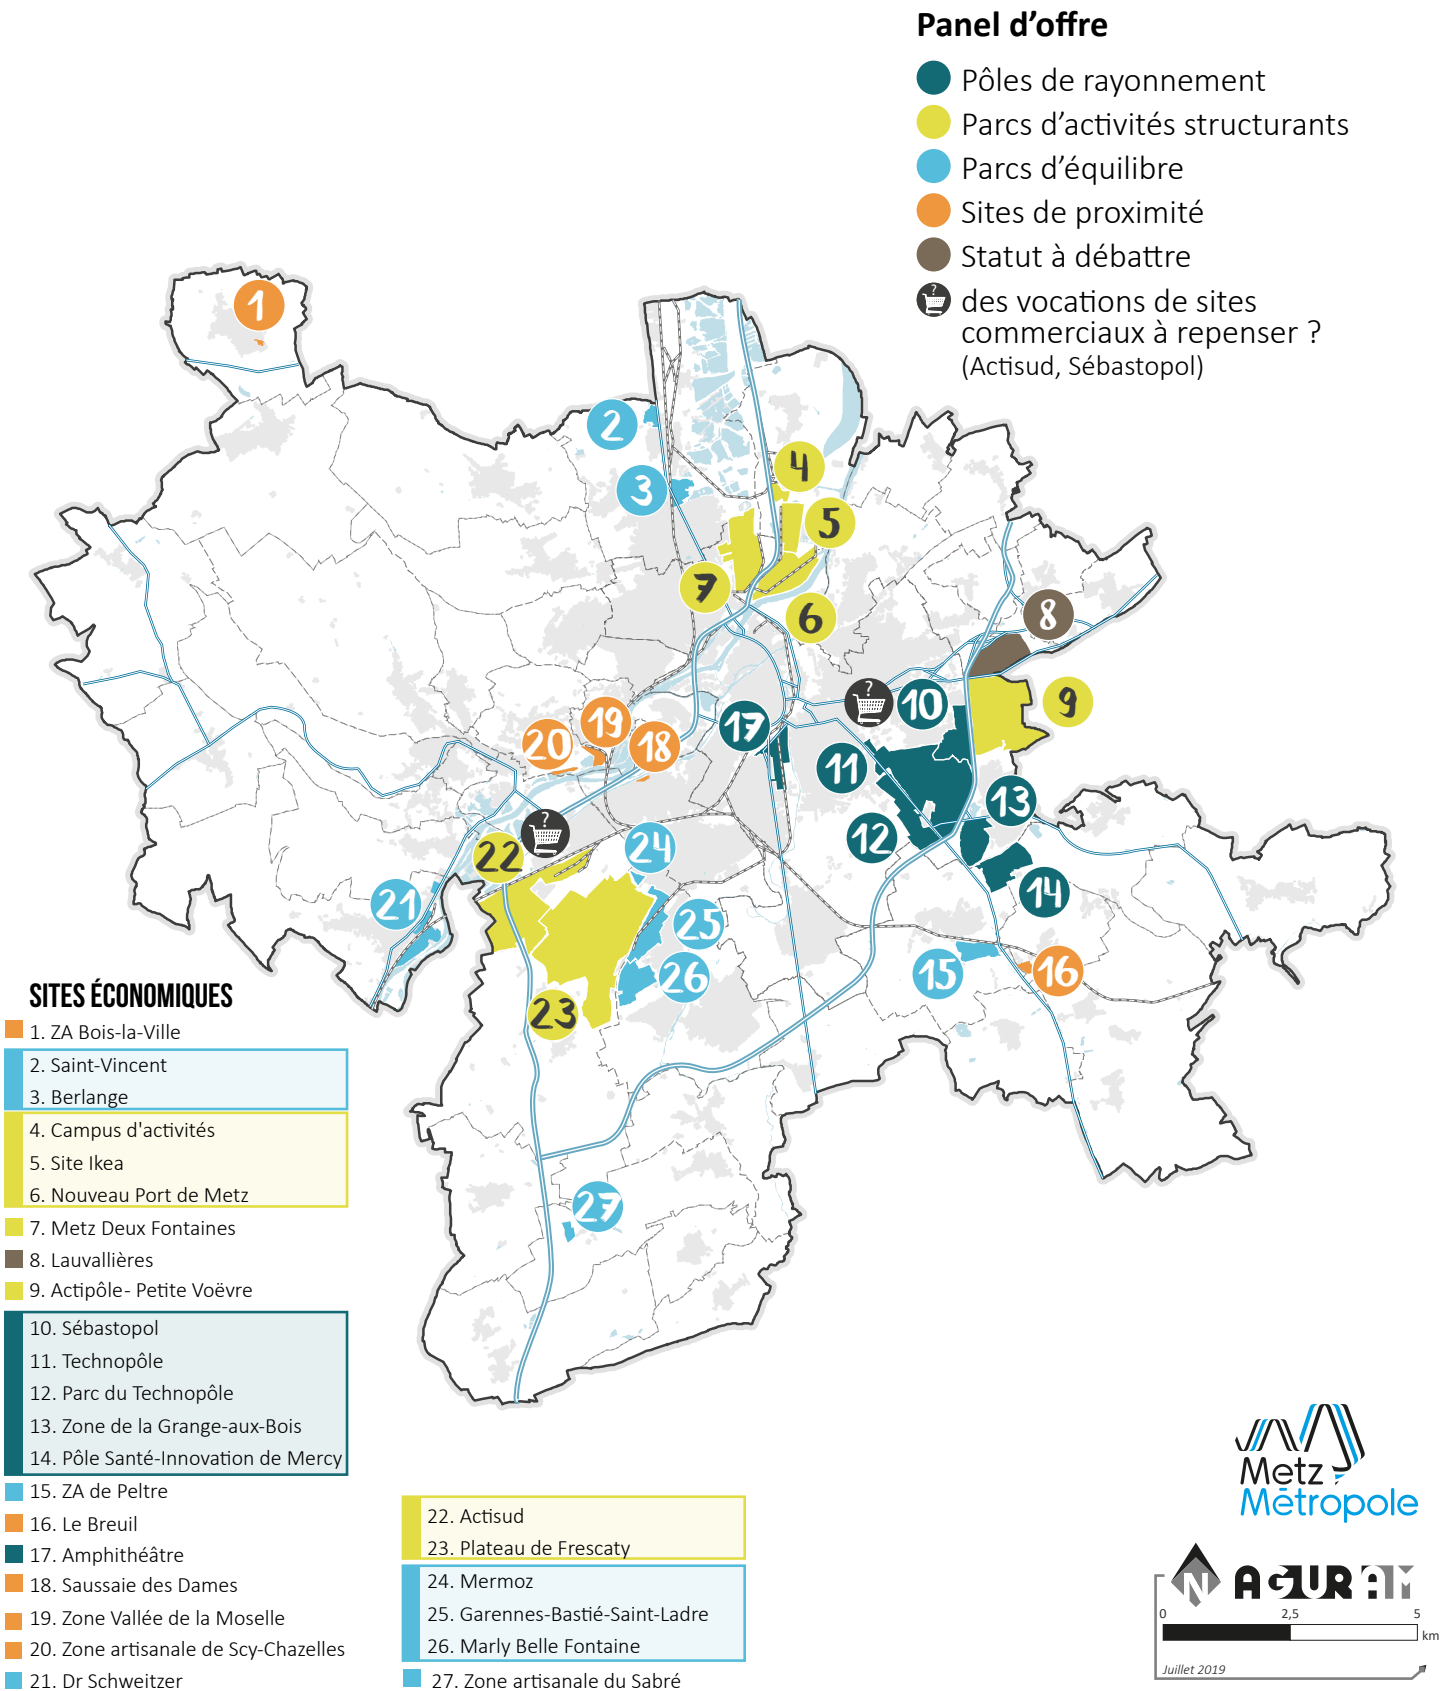 Panel d'offre
Pôles de rayonnement
Parcs d'activités structurants
Parcs d'équilibre
Sites de proximité
Statut à débattre
?
des vocations de sites
commerciaux à repenser ?
(Actisud, Sébastopol)
1
2
3
4
5
7
6
8
9
?
10
19
17
20
18
11
13
?
12
22
24
14
21
25
15
16
26
23
27
SITES ÉCONOMIQUES
1. ZA Bois-la-Ville
2. Saint-Vincent
3. Berlange
4. Campus d'activités
5. Site Ikea
6. Nouveau Port de Metz
7. Metz Deux Fontaines
8. Lauvallières
9. Actipôle- Petite Voëvre
10. Sébastopol
11. Technopôle
12. Parc du Technopôle
13. Zone de la Grange-aux-Bois
14. Pôle Santé-Innovation de Mercy
15. ZA de Peltre
16. Le Breuil
17. Amphithéâtre
18. Saussaie des Dames
19. Zone Vallée de la Moselle
20. Zone artisanale de Scy-Chazelles
21. Dr Schweitzer
22. Actisud
23. Plateau de Frescaty
24. Mermoz
25. Garennes-Bastié-Saint-Ladre
26. Marly Belle Fontaine
27. Zone artisanale du Sabré
Metz
Métropole
N
AGURAM
0 2,5 5
km
Juillet 2019